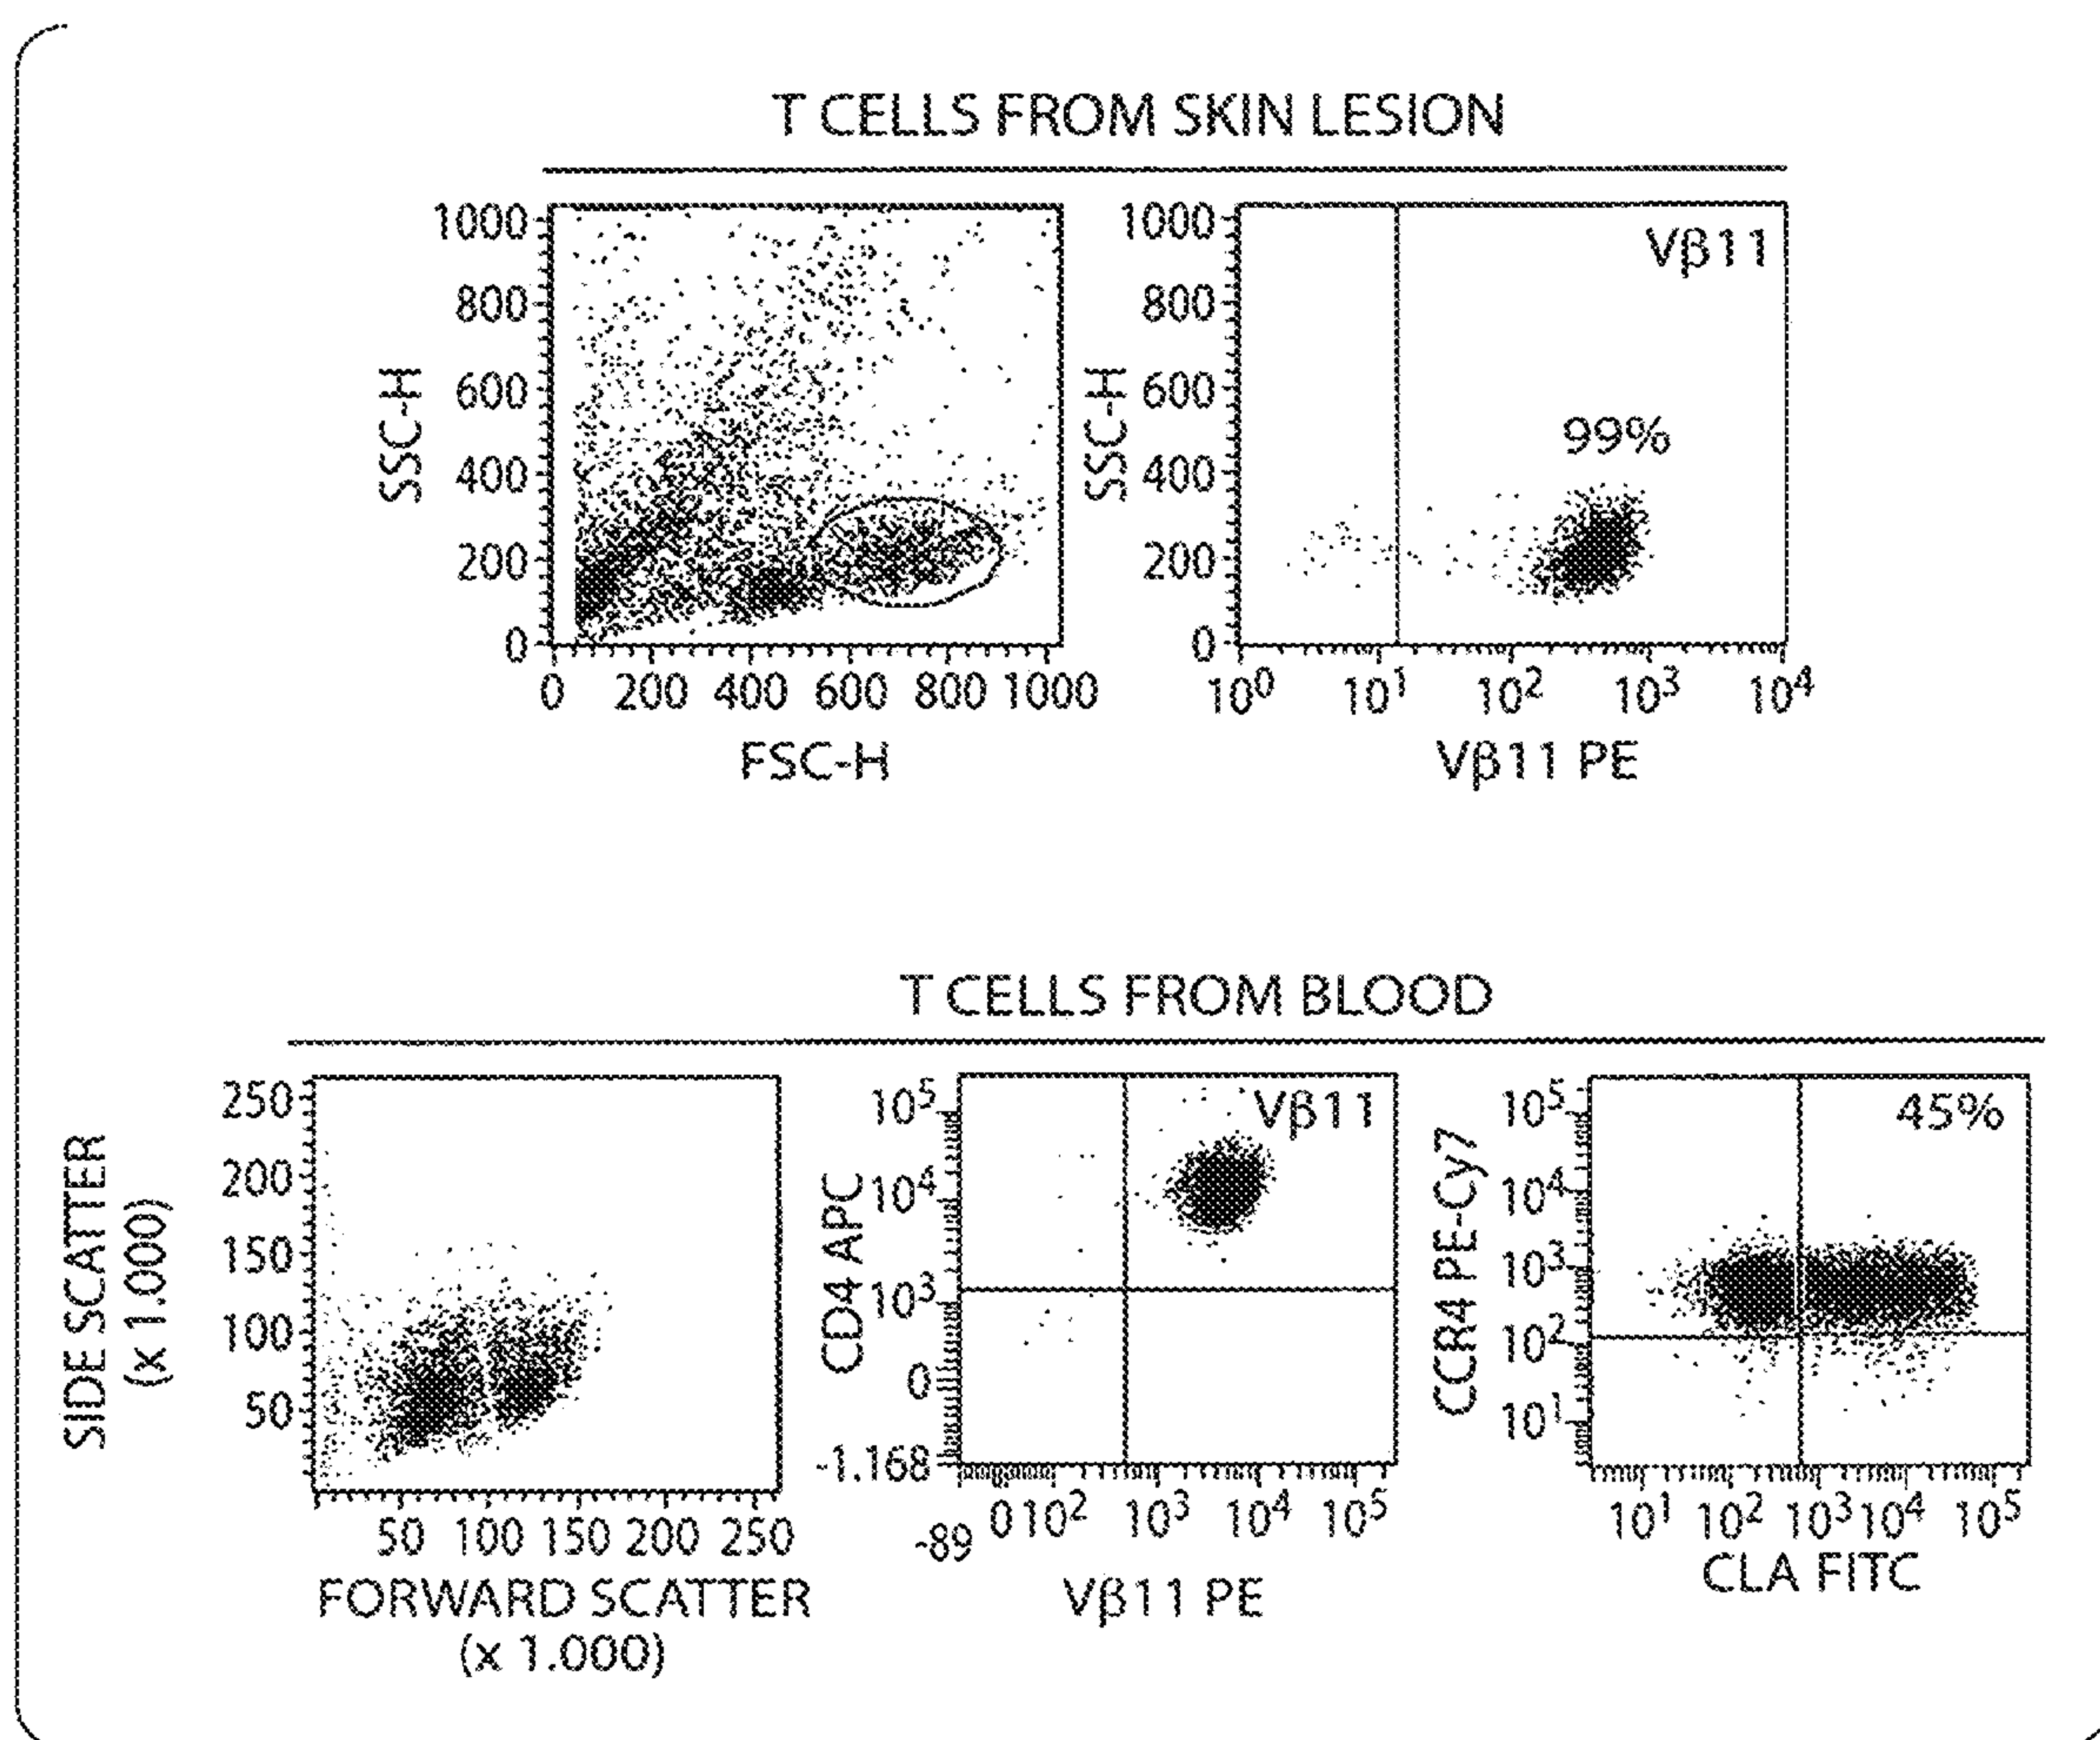 T CELLS FROM SKIN LESION
1000
800
600
400
200
0
SSC-H
0 200 400 600 800 1000
FSC-H
1000
800
600
400
200
0
SSC-H
Vβ11
99%
10⁰ 10¹ 10² 10³ 10⁴
Vβ11 PE
T CELLS FROM BLOOD
250
200
150
100
50
SIDE SCATTER
(x 1.000)
50 100 150 200 250
FORWARD SCATTER
(x 1.000)
10⁵
10⁴
10³
0
-1.168
CD4 APC
Vβ11
-89 0 10² 10³ 10⁴ 10⁵
Vβ11 PE
10⁵
10⁴
10³
10²
10¹
CCR4 PE-Cy7
45%
10¹ 10² 10³ 10⁴ 10⁵
CLA FITC